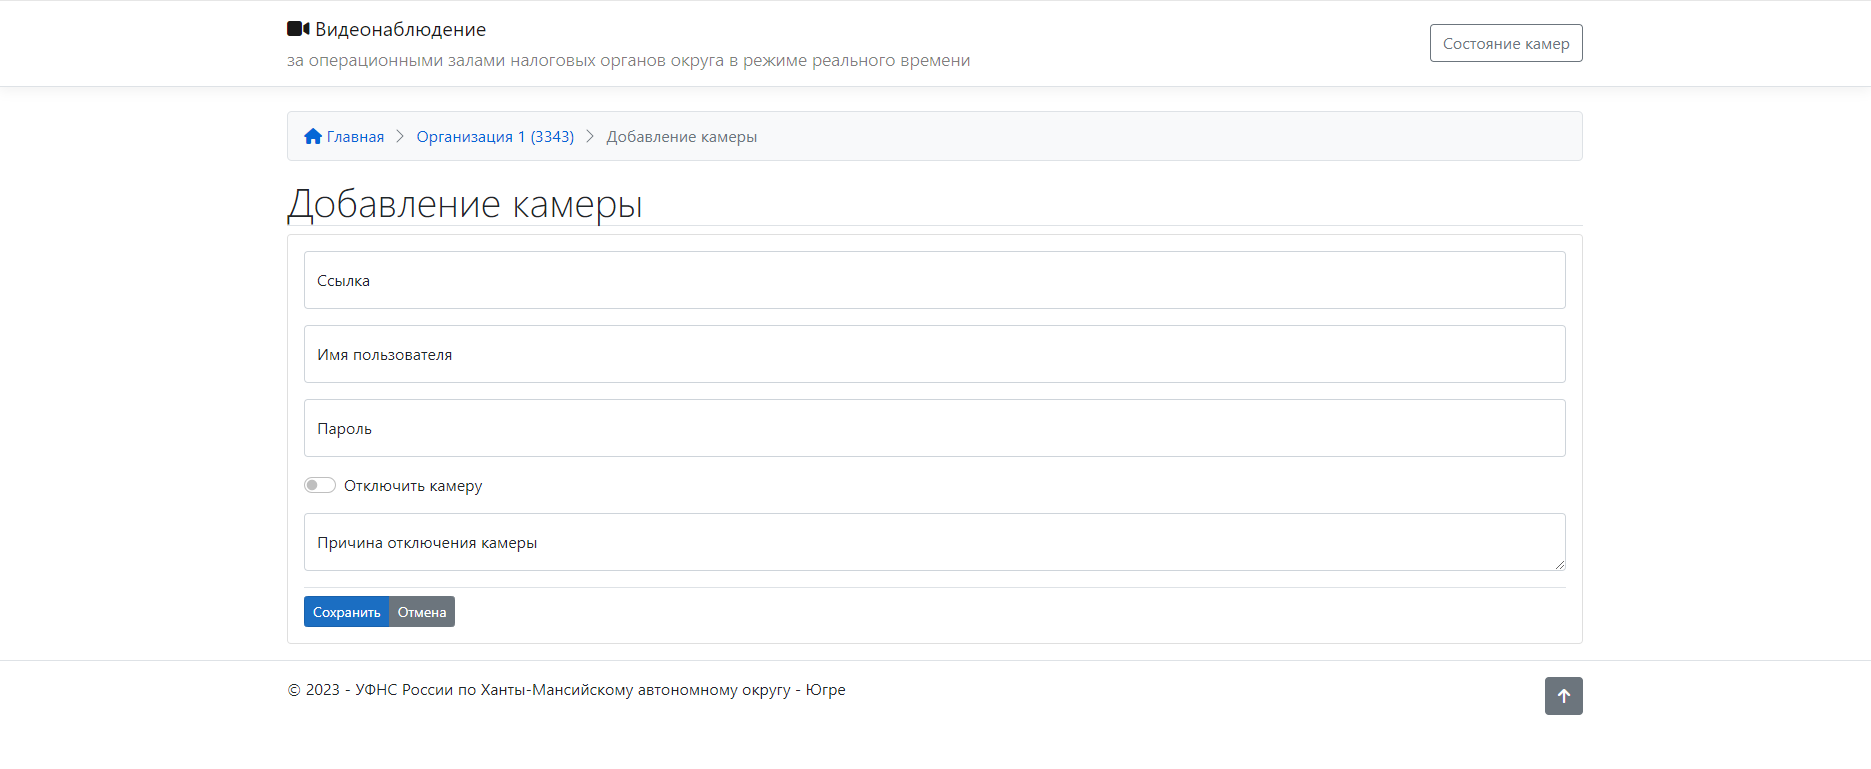 Видеонаблюдение
за операционными залами налоговых органов округа в режиме реального времени
Состояние камер
Главная > Организация 1 (3343) > Добавление камеры
Добавление камеры
Ссылка
Имя пользователя
Пароль
Отключить камеру
Причина отключения камеры
Сохранить Отмена
© 2023 - УФНС России по Ханты-Мансийскому автономному округу - Югре